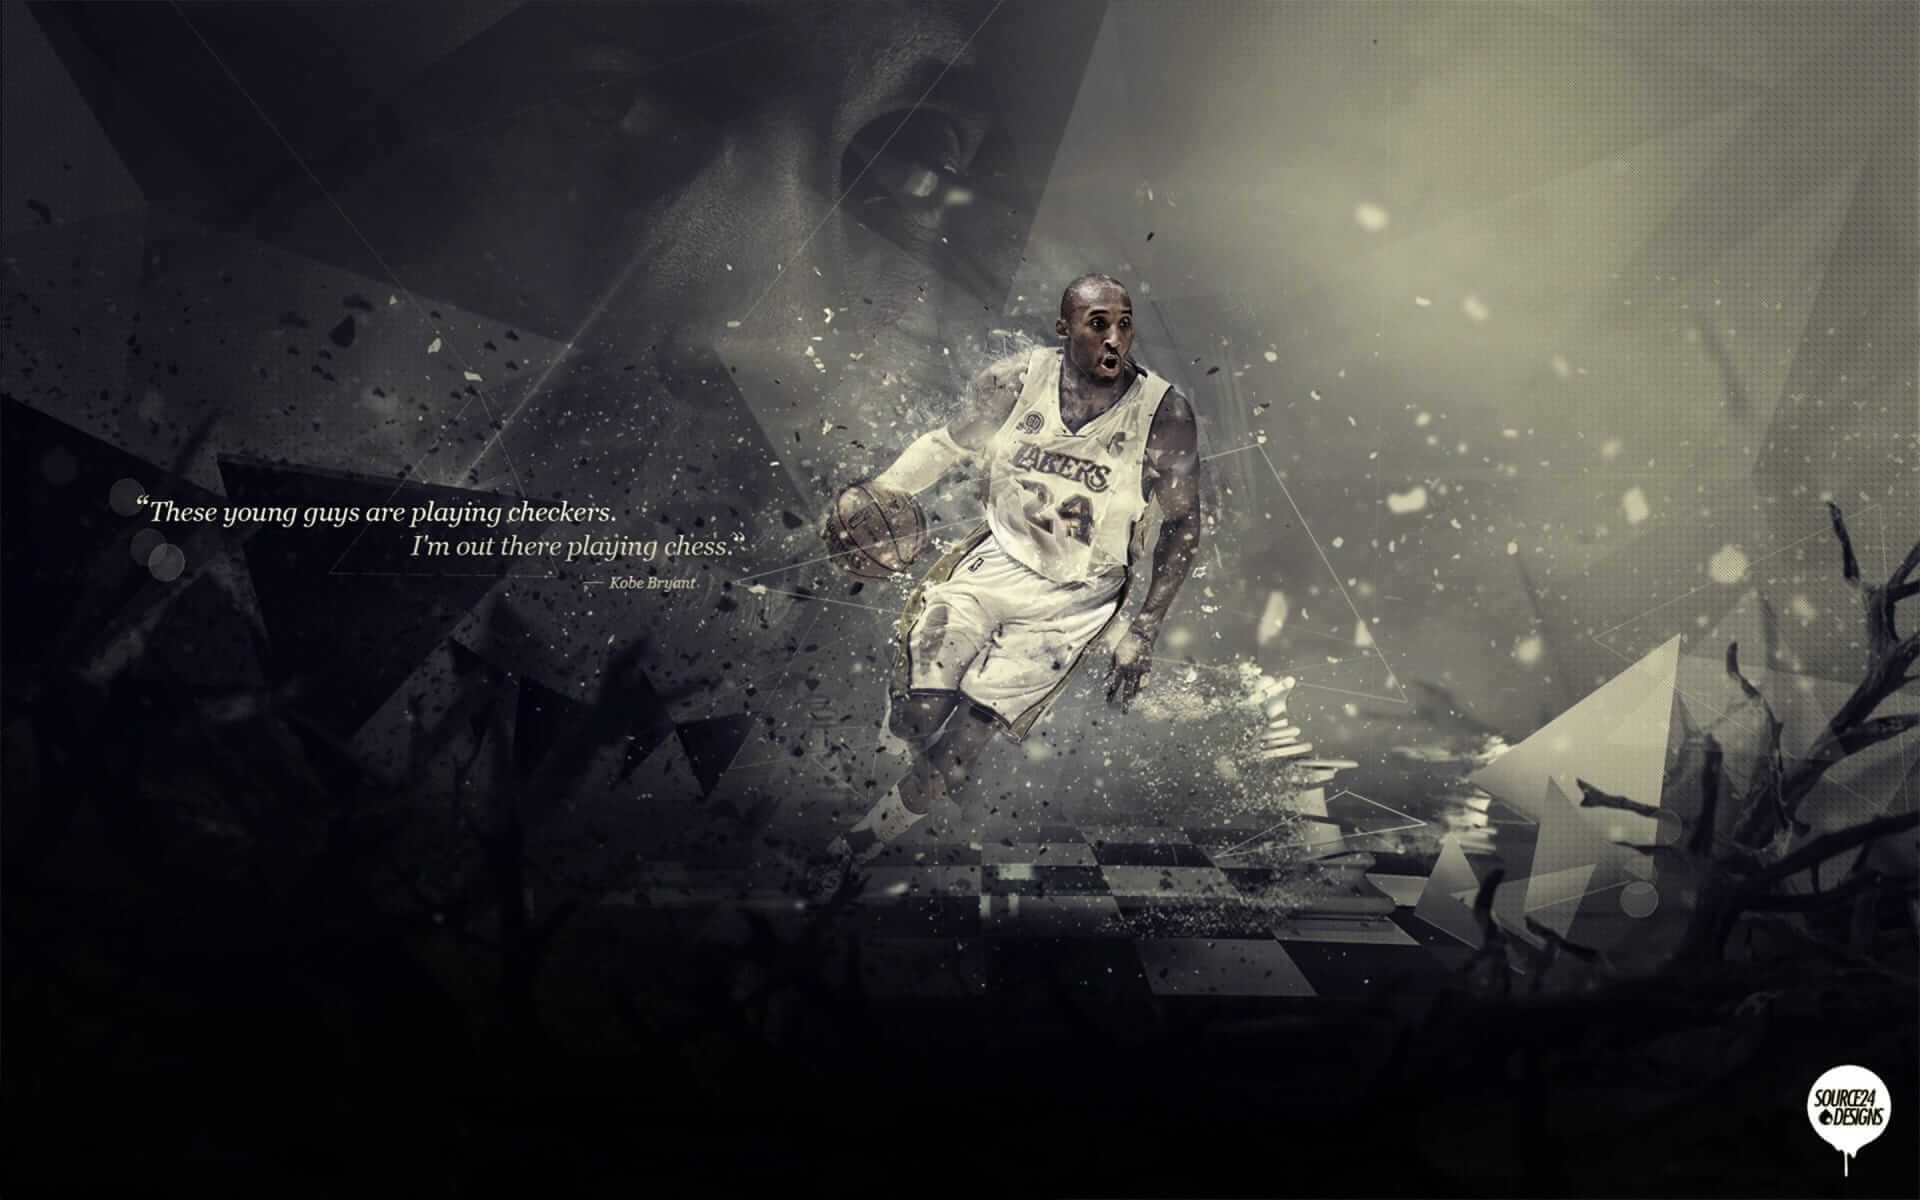 “These young guys are playing checkers.
I'm out there playing chess.”
— Kobe Bryant
LAKERS
24
SOURCE24
DESIGNS